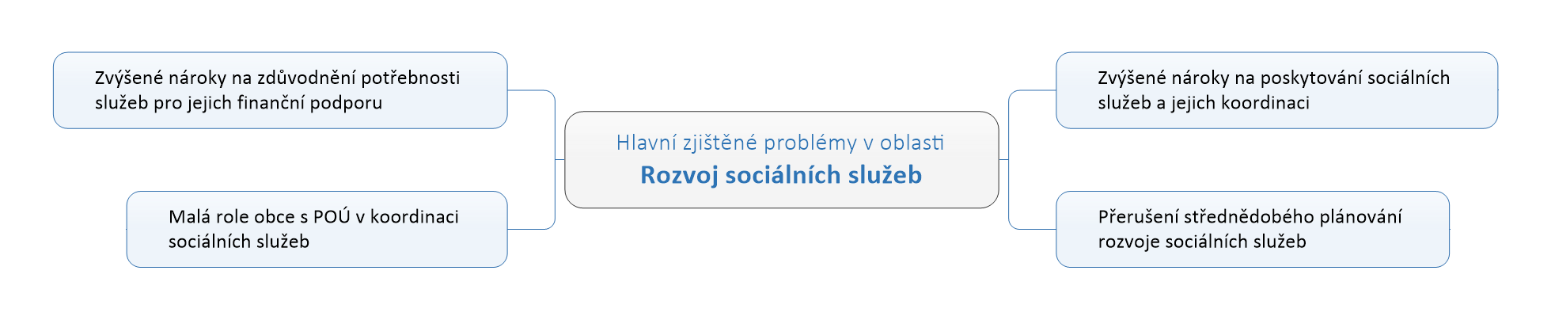 Zvýšené nároky na zdůvodnění potřebnosti
služeb pro jejich finanční podporu
Malá role obce s POÚ v koordinaci
sociálních služeb
Hlavní zjištěné problémy v oblasti
Rozvoj sociálních služeb
Zvýšené nároky na poskytování sociálních
služeb a jejich koordinaci
Přerušení střednědobého plánování
rozvoje sociálních služeb